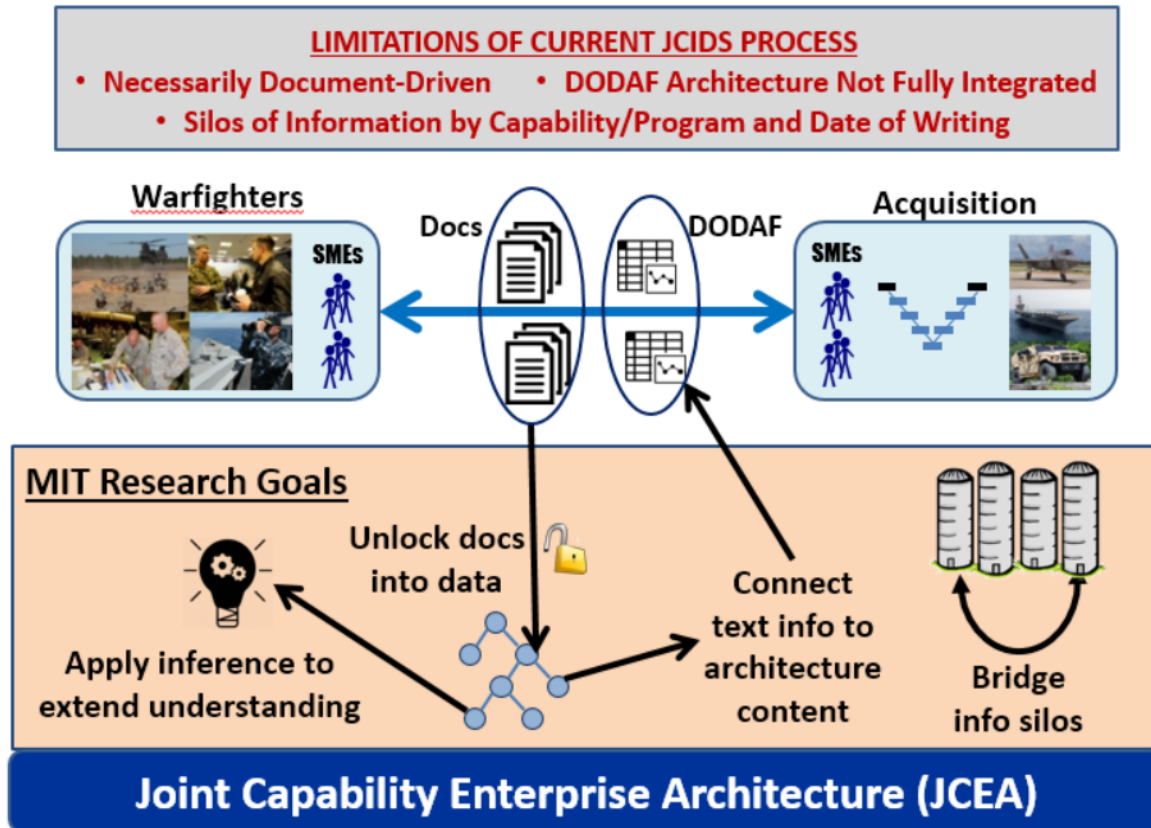 LIMITATIONS OF CURRENT JCIDS PROCESS
• Necessarily Document-Driven • DODAF Architecture Not Fully Integrated
• Silos of Information by Capability/Program and Date of Writing
Warfighters
Docs
DODAF
Acquisition
SMEs
SMEs
MIT Research Goals
Unlock docs
into data
Apply inference to
extend understanding
Connect
text info to
architecture
content
Bridge
info silos
Joint Capability Enterprise Architecture (JCEA)